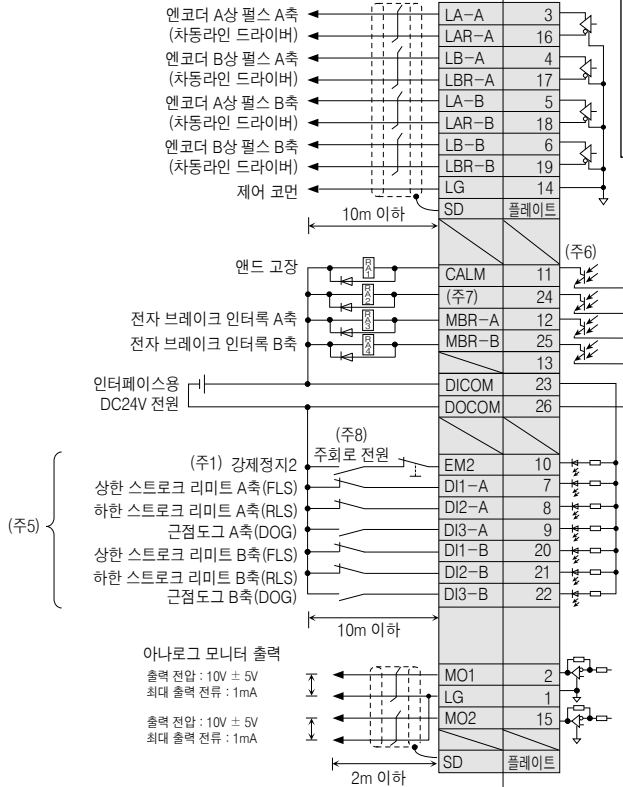 엔코더 A상 펄스 A축 LA-A 3
(차동라인 드라이버) LAR-A 16
엔코더 B상 펄스 A축 LB-A 4
(차동라인 드라이버) LBR-A 17
엔코더 A상 펄스 B축 LA-B 5
(차동라인 드라이버) LAR-B 18
엔코더 B상 펄스 B축 LB-B 6
(차동라인 드라이버) LBR-B 19
제어 코먼 LG 14
10m 이하 SD 플레이트
(주6)
앤드 고장 RA1 CALM 11
RA2 (주7) 24
전자 브레이크 인터록 A축 RA3 MBR-A 12
전자 브레이크 인터록 B축 RA4 MBR-B 25
13
인터페이스용 DICOM 23
DC24V 전원 DOCOM 26
(주8)
주회로 전원
(주1) 강제정지2 EM2 10
상한 스트로크 리미트 A축(FLS) DI1-A 7
하한 스트로크 리미트 A축(RLS) DI2-A 8
(주5)
근점도그 A축(DOG) DI3-A 9
상한 스트로크 리미트 B축(FLS) DI1-B 20
하한 스트로크 리미트 B축(RLS) DI2-B 21
근점도그 B축(DOG) DI3-B 22
10m 이하
아나로그 모니터 출력
출력 전압 : 10V ± 5V MO1 2
최대 출력 전류 : 1mA LG 1
출력 전압 : 10V ± 5V MO2 15
최대 출력 전류 : 1mA
SD 플레이트
2m 이하